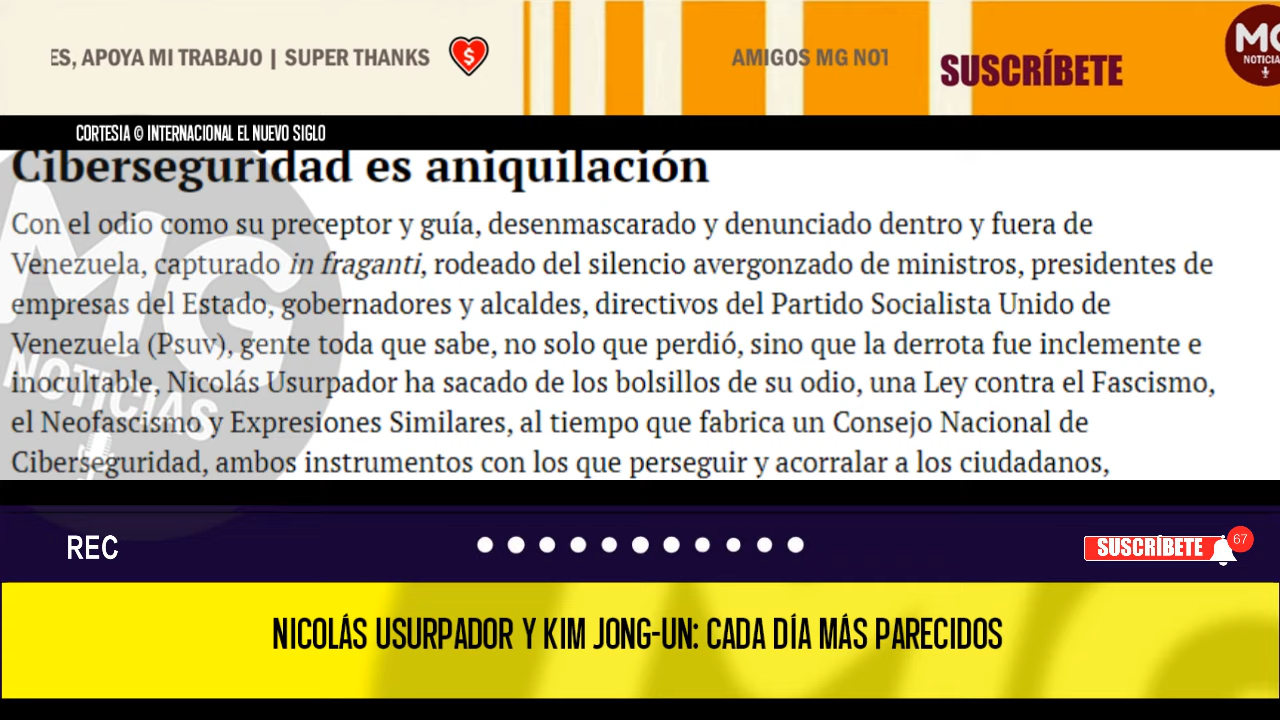 ES, APOYA MI TRABAJO | SUPER THANKS
$
AMIGOS MG NOT
SUSCRÍBETE
MG
NOTICIA
CORTESIA © INTERNACIONAL EL NUEVO SIGLO
Ciberseguridad es aniquilación
Con el odio como su preceptor y guía, desenmascarado y denunciado dentro y fuera de
Venezuela, capturado in fraganti, rodeado del silencio avergonzado de ministros, presidentes de
empresas del Estado, gobernadores y alcaldes, directivos del Partido Socialista Unido de
Venezuela (Psuv), gente toda que sabe, no solo que perdió, sino que la derrota fue inclemente e
inocultable, Nicolás Usurpador ha sacado de los bolsillos de su odio, una Ley contra el Fascismo,
el Neofascismo y Expresiones Similares, al tiempo que fabrica un Consejo Nacional de
Ciberseguridad, ambos instrumentos con los que perseguir y acorralar a los ciudadanos,
MG
NOTICIAS
REC
SUSCRÍBETE
67
NICOLÁS USURPADOR Y KIM JONG-UN: CADA DÍA MÁS PARECIDOS